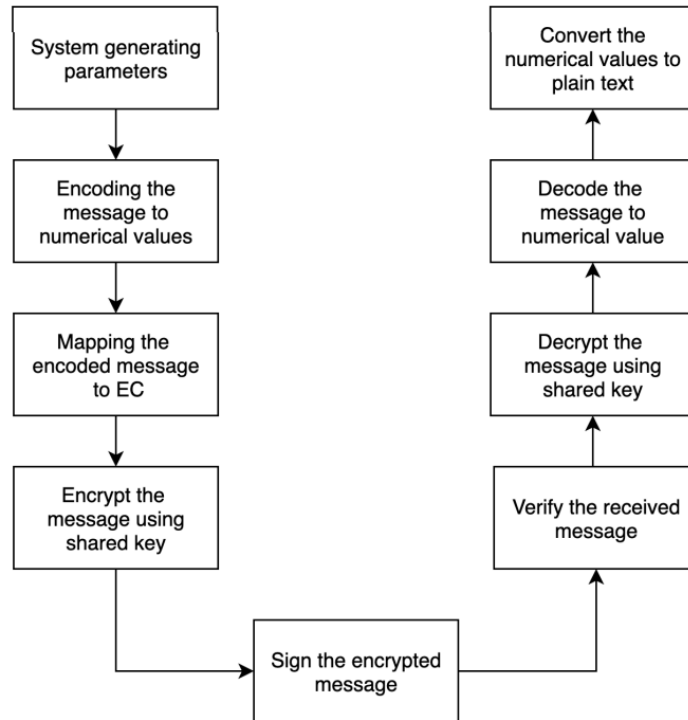 System generating
parameters
Encoding the
message to
numerical values
Mapping the
encoded message
to EC
Encrypt the
message using
shared key
Sign the encrypted
message
Verify the received
message
Decrypt the
message using
shared key
Decode the
message to
numerical value
Convert the
numerical values to
plain text